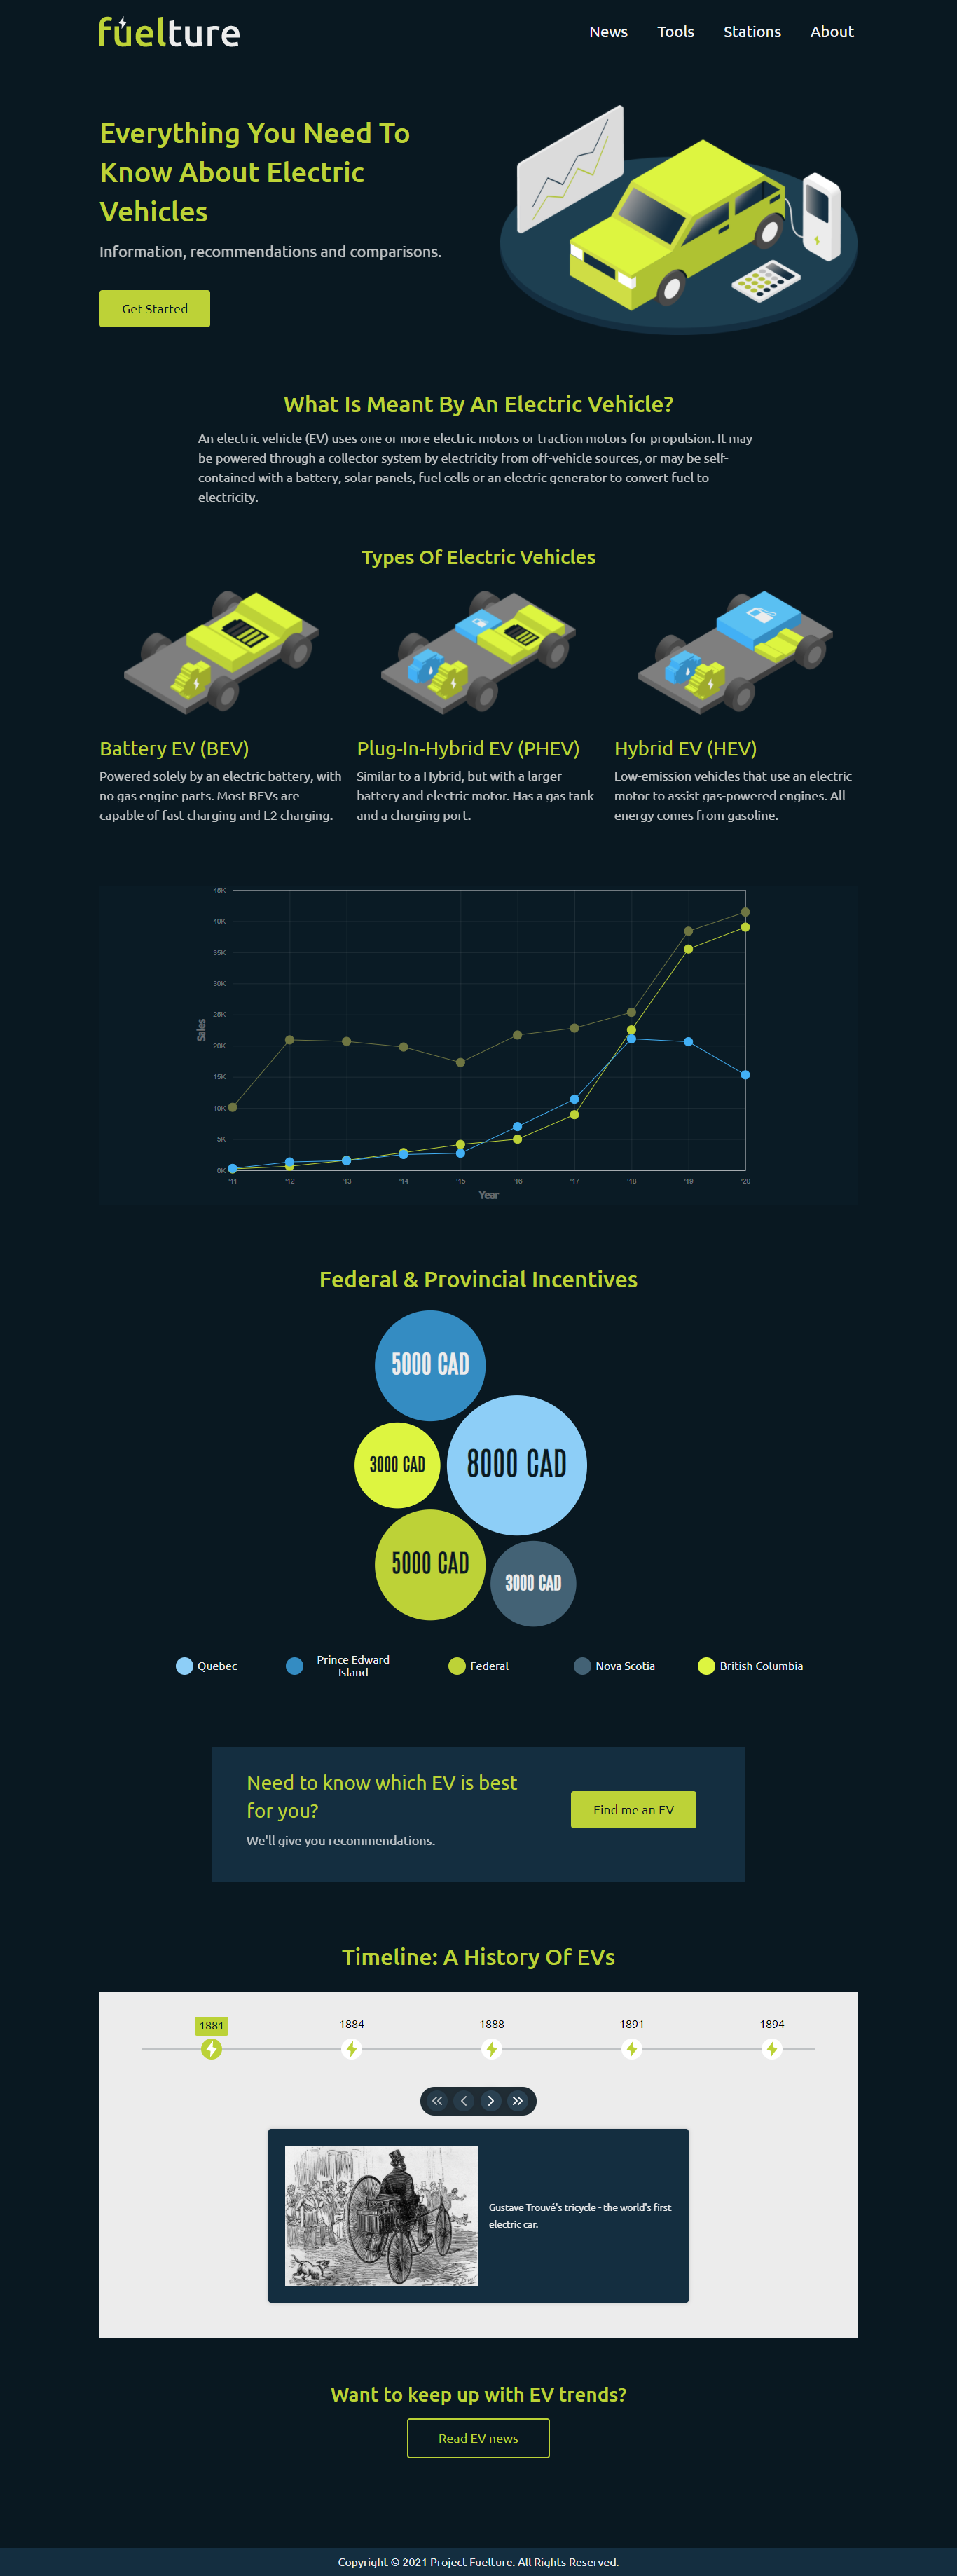 fuelture
News Tools Stations About
Everything You Need To
Know About Electric
Vehicles
Information, recommendations and comparisons.
Get Started
What Is Meant By An Electric Vehicle?
An electric vehicle (EV) uses one or more electric motors or traction motors for propulsion. It may
be powered through a collector system by electricity from off-vehicle sources, or may be self-
contained with a battery, solar panels, fuel cells or an electric generator to convert fuel to
electricity.
Types Of Electric Vehicles
Battery EV (BEV)
Powered solely by an electric battery, with
no gas engine parts. Most BEVs are
capable of fast charging and L2 charging.
Plug-In-Hybrid EV (PHEV)
Similar to a Hybrid, but with a larger
battery and electric motor. Has a gas tank
and a charging port.
Hybrid EV (HEV)
Low-emission vehicles that use an electric
motor to assist gas-powered engines. All
energy comes from gasoline.
45K
40K
35K
30K
25K
20K
15K
10K
5K
0K
Sales
'11 '12 '13 '14 '15 '16 '17 '18 '19 '20
Year
Federal & Provincial Incentives
5000 CAD
8000 CAD
3000 CAD
5000 CAD
3000 CAD
Quebec
Prince Edward
Island
Federal
Nova Scotia
British Columbia
Need to know which EV is best
for you?
We'll give you recommendations.
Find me an EV
Timeline: A History Of EVs
1881 1884 1888 1891 1894
Gustave Trouvé's tricycle - the world's first
electric car.
Want to keep up with EV trends?
Read EV news
Copyright © 2021 Project Fuelture. All Rights Reserved.